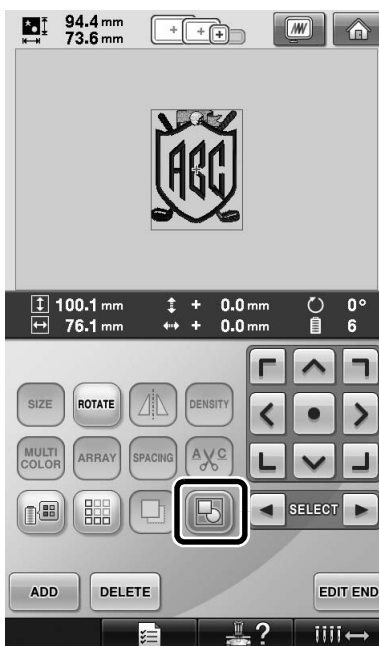 94.4 mm
73.6 mm
ABC
100.1 mm + 0.0 mm 0°
76.1 mm + 0.0 mm 6
SIZE ROTATE DENSITY
MULTI COLOR ARRAY SPACING A C
SELECT
ADD DELETE EDIT END
?